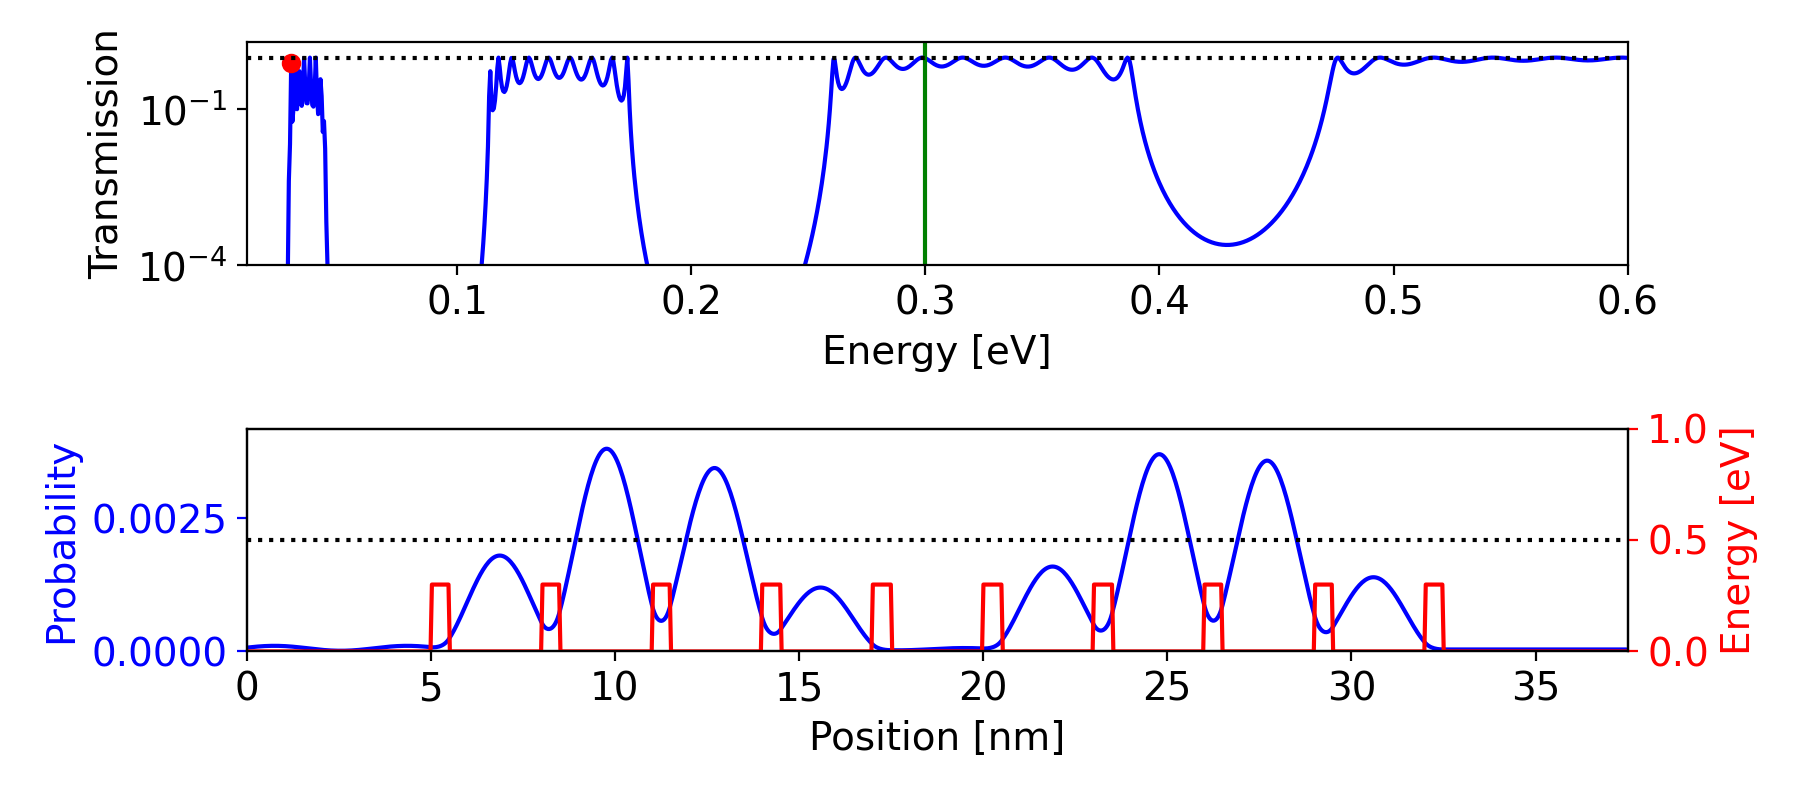 Transmission
10⁻¹
10⁻⁴
0.1 0.2 0.3 0.4 0.5 0.6
Energy [eV]
Probability
0.0025
0.0000
1.0
0.5
0.0
Energy [eV]
0 5 10 15 20 25 30 35
Position [nm]